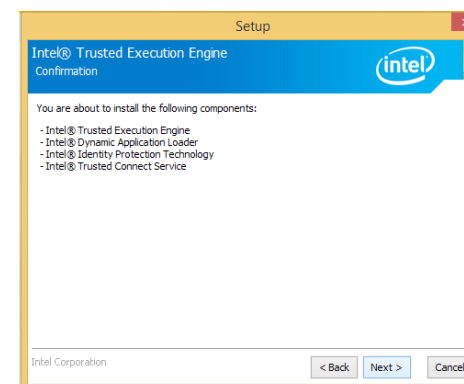 Setup
Intel® Trusted Execution Engine
Confirmation
intel
You are about to install the following components:
- Intel® Trusted Execution Engine
- Intel® Dynamic Application Loader
- Intel® Identity Protection Technology
- Intel® Trusted Connect Service
Intel Corporation
< Back Next > Cancel